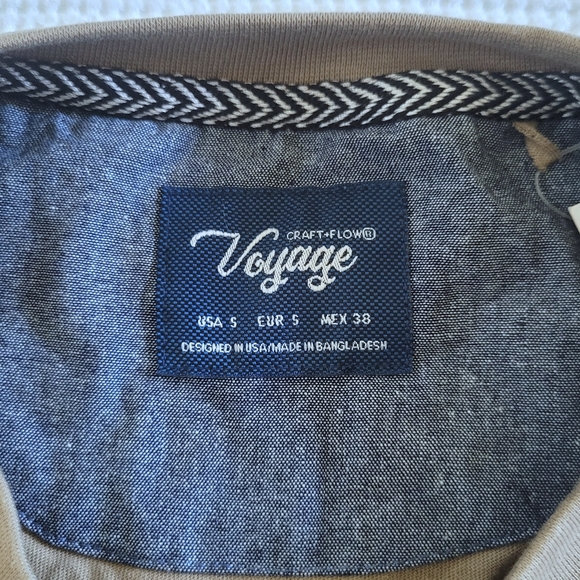 CRAFT+FLOW®
Voyage
USA S EUR S MEX 38
DESIGNED IN USA/MADE IN BANGLADESH